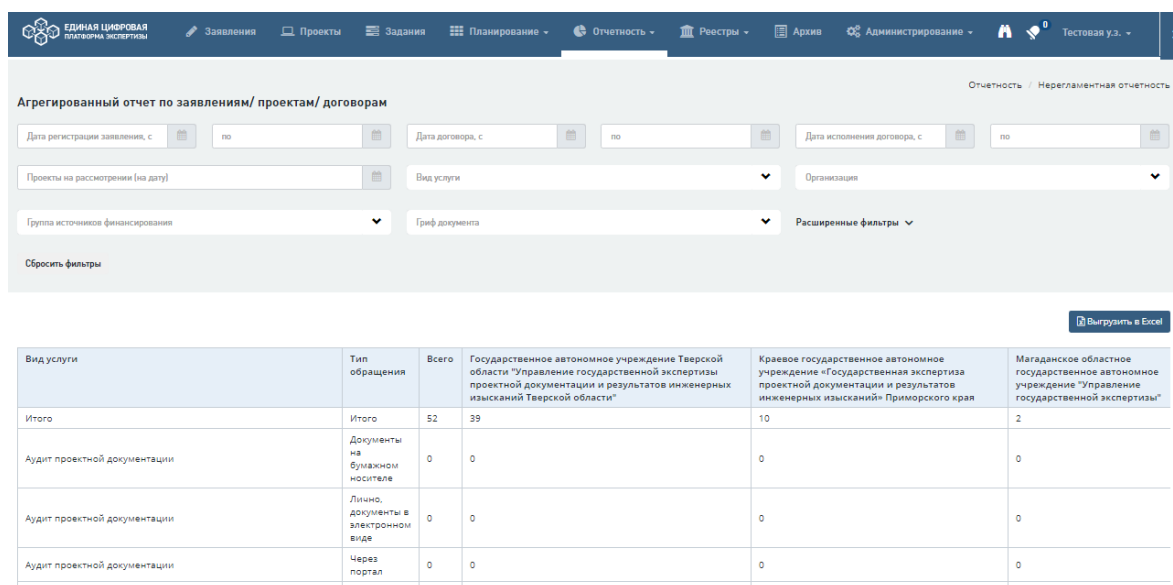 ЕДИНАЯ ЦИФРОВАЯ
ПЛАТФОРМА ЭКСПЕРТИЗЫ
Заявления
Проекты
Задания
Планирование
Отчетность
Реестры
Архив
Администрирование
0
Тестовая у.з.
Отчетность / Нерегламентная отчетность
Агрегированный отчет по заявлениям/ проектам/ договорам
Дата регистрации заявления, с
по
Дата договора, с
по
Дата исполнения договора, с
по
Проекты на рассмотрении (на дату)
Вид услуги
Организация
Группа источников финансирования
Гриф документа
Расширенные фильтры
Сбросить фильтры
Выгрузить в Excel
Вид услуги
Тип
обращения
Всего
Государственное автономное учреждение Тверской
области "Управление государственной экспертизы
проектной документации и результатов инженерных
изысканий Тверской области"
Краевое государственное автономное
учреждение «Государственная экспертиза
проектной документации и результатов
инженерных изысканий» Приморского края
Магаданское областное
государственное автономное
учреждение "Управление
государственной экспертизы"
Итого
Итого
52
39
10
2
Аудит проектной документации
Документы
на
бумажном
носителе
0
0
0
0
Аудит проектной документации
Лично,
документы в
электронном
виде
0
0
0
0
Аудит проектной документации
Через
портал
0
0
0
0